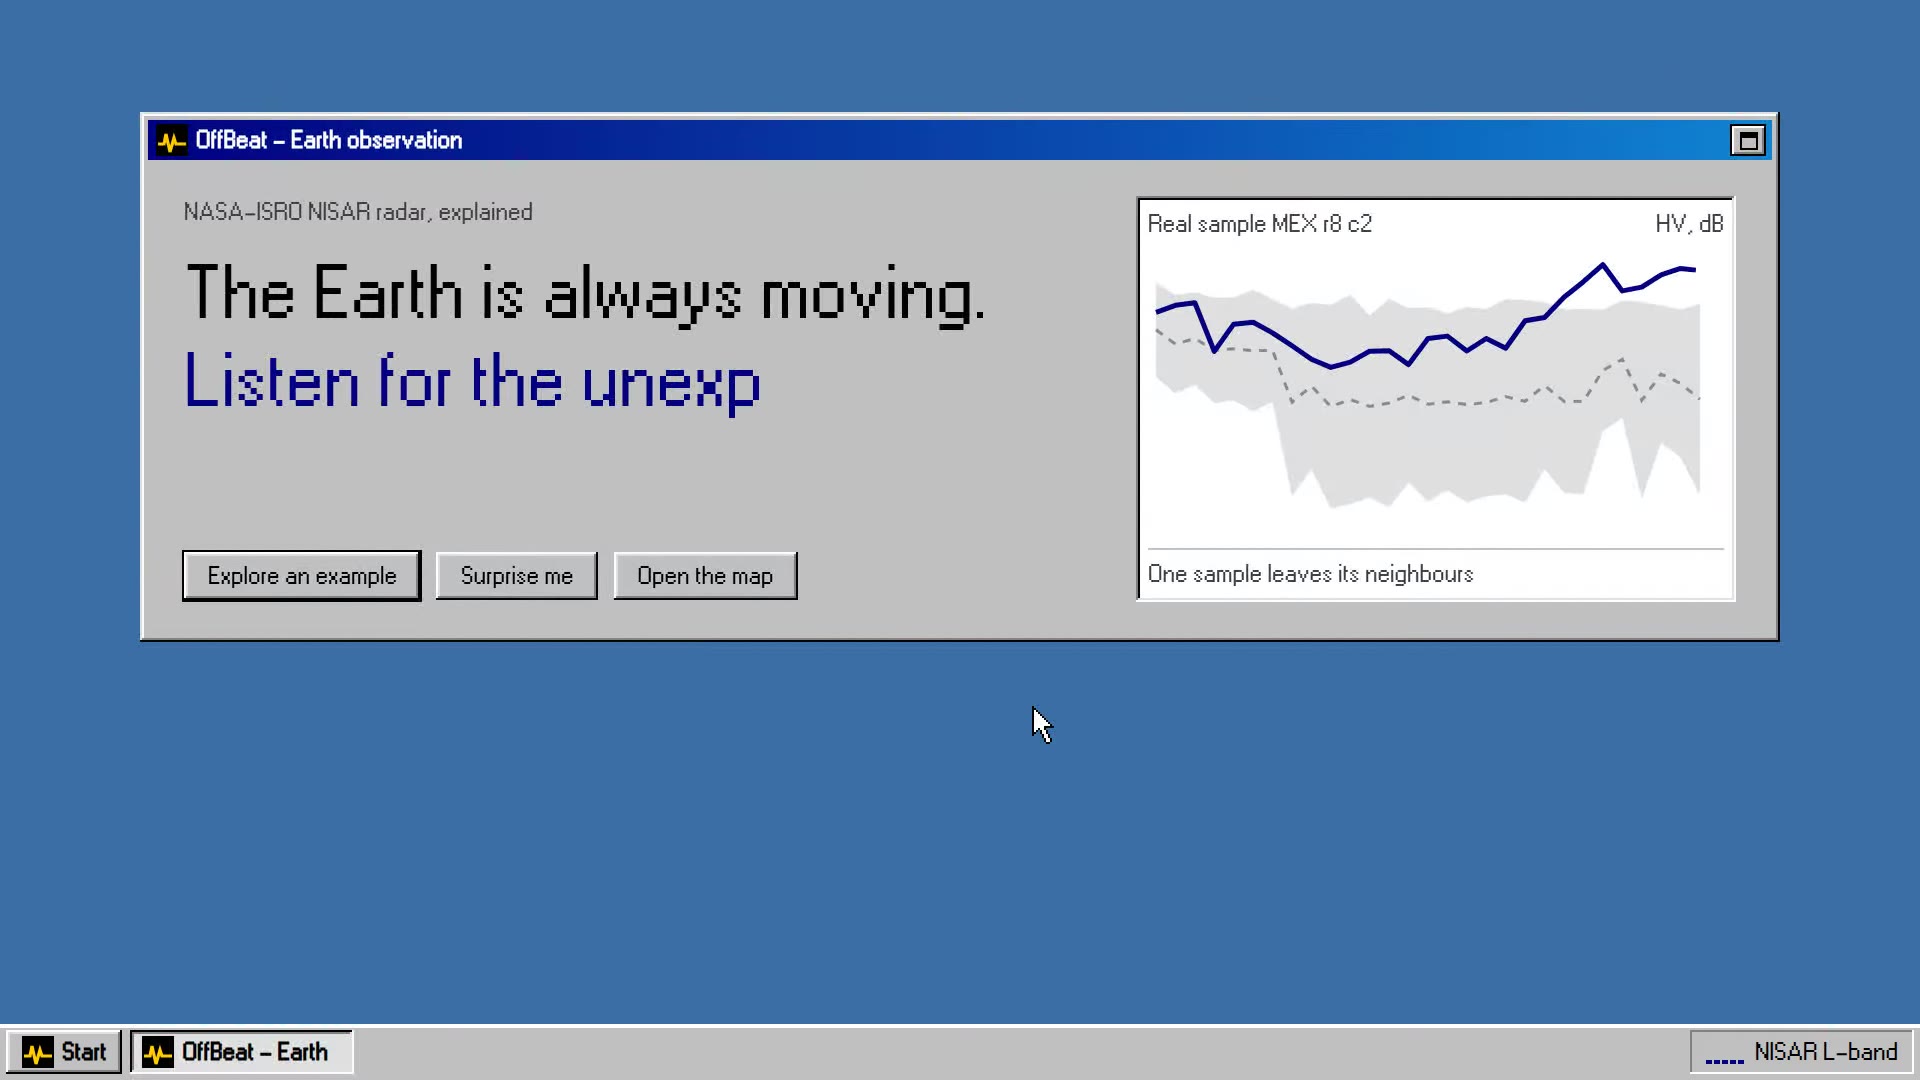 OffBeat – Earth observation
NASA–ISRO NISAR radar, explained
The Earth is always moving.
Listen for the unexp
Explore an example
Surprise me
Open the map
Real sample MEX r8 c2
HV, dB
One sample leaves its neighbours
Start
OffBeat – Earth
NISAR L–band